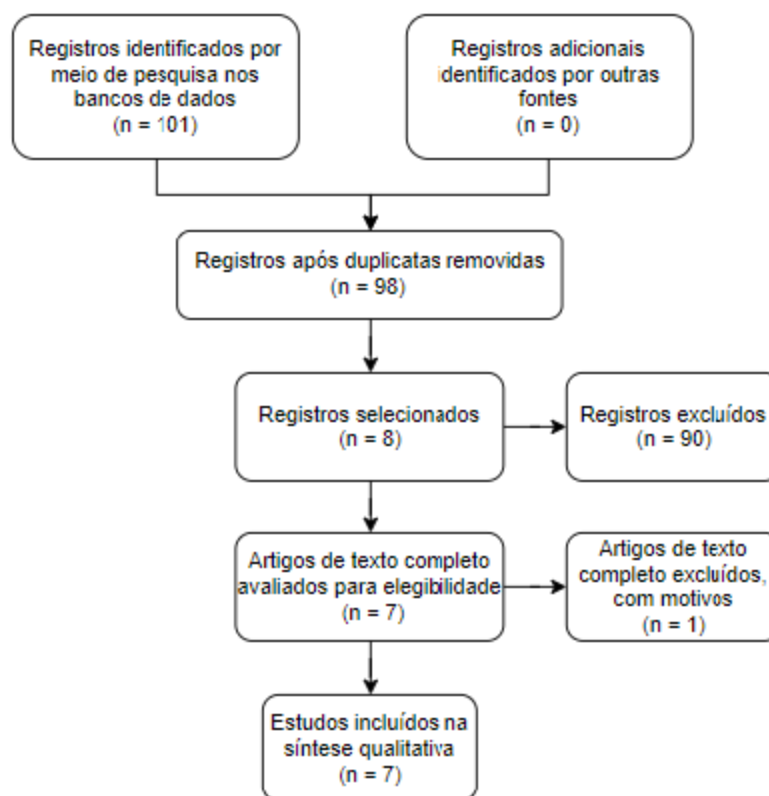 Registros identificados por
meio de pesquisa nos
bancos de dados
(n = 101)
Registros adicionais
identificados por outras
fontes
(n = 0)
Registros após duplicatas removidas
(n = 98)
Registros selecionados
(n = 8)
Registros excluídos
(n = 90)
Artigos de texto completo
avaliados para elegibilidade
(n = 7)
Artigos de texto
completo excluídos,
com motivos
(n = 1)
Estudos incluídos na
síntese qualitativa
(n = 7)